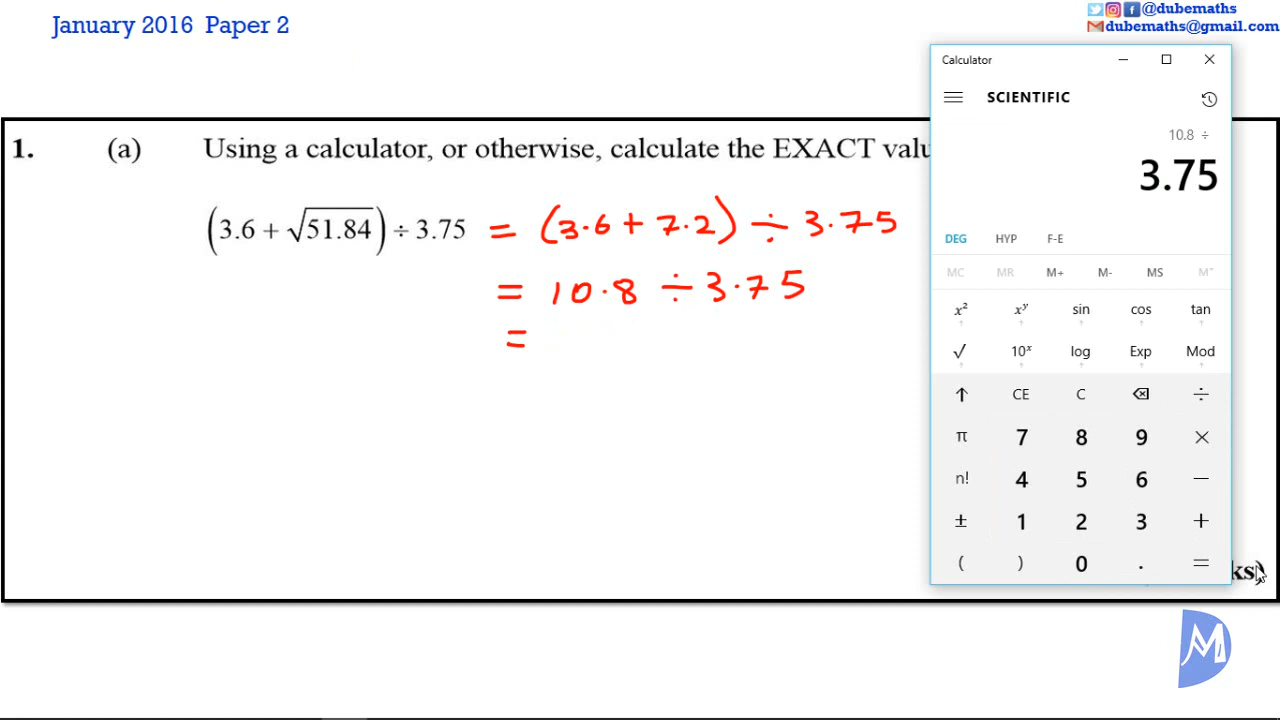 January 2016 Paper 2
@dubemaths
dubemaths@gmail.com
1. (a) Using a calculator, or otherwise, calculate the EXACT valu
(3.6 + √51.84) ÷ 3.75 = (3.6 + 7.2) ÷ 3.75
= 10.8 ÷ 3.75
=
Calculator
SCIENTIFIC
10.8 ÷
3.75
DEG HYP F-E
MC MR M+ M- MS M˅
x² xʸ sin cos tan
√ 10ˣ log Exp Mod
↑ CE C ⌫ ÷
π 7 8 9 ×
n! 4 5 6 −
± 1 2 3 +
( ) 0 . =
ks)
DM